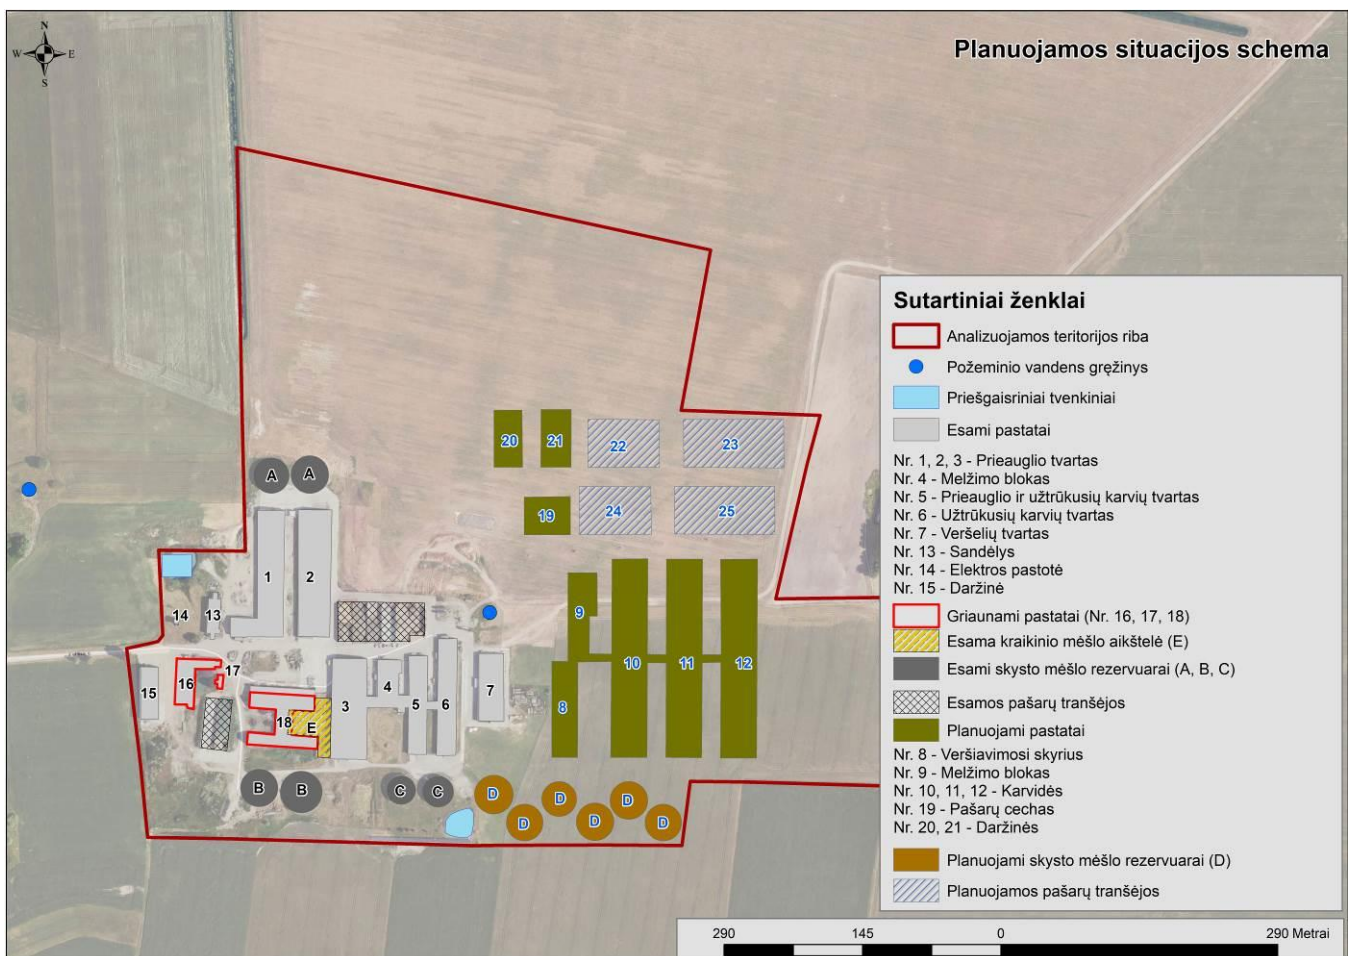 N
W E
S
Planuojamos situacijos schema
Sutartiniai ženklai
Analizuojamos teritorijos riba
Požeminio vandens gręžinys
Priešgaisriniai tvenkiniai
Esami pastatai
Nr. 1, 2, 3 - Prieauglio tvartas
Nr. 4 - Melžimo blokas
Nr. 5 - Prieauglio ir užtrūkusių karvių tvartas
Nr. 6 - Užtrūkusių karvių tvartas
Nr. 7 - Veršelių tvartas
Nr. 13 - Sandėlys
Nr. 14 - Elektros pastotė
Nr. 15 - Daržinė
Griaunami pastatai (Nr. 16, 17, 18)
Esama kraikinio mėšlo aikštelė (E)
Esami skysto mėšlo rezervuarai (A, B, C)
Esamos pašarų tranšėjos
Planuojami pastatai
Nr. 8 - Veršiavimosi skyrius
Nr. 9 - Melžimo blokas
Nr. 10, 11, 12 - Karvidės
Nr. 19 - Pašarų cechas
Nr. 20, 21 - Daržinės
Planuojami skysto mėšlo rezervuarai (D)
Planuojamos pašarų tranšėjos
20 21 22 23
A A
19 24 25
1 2
14 13
9
17
15 16
4
10 11 12
7
18 E 3 5 6
8
B B C C
D D D D D D
290 145 0 290 Metrai